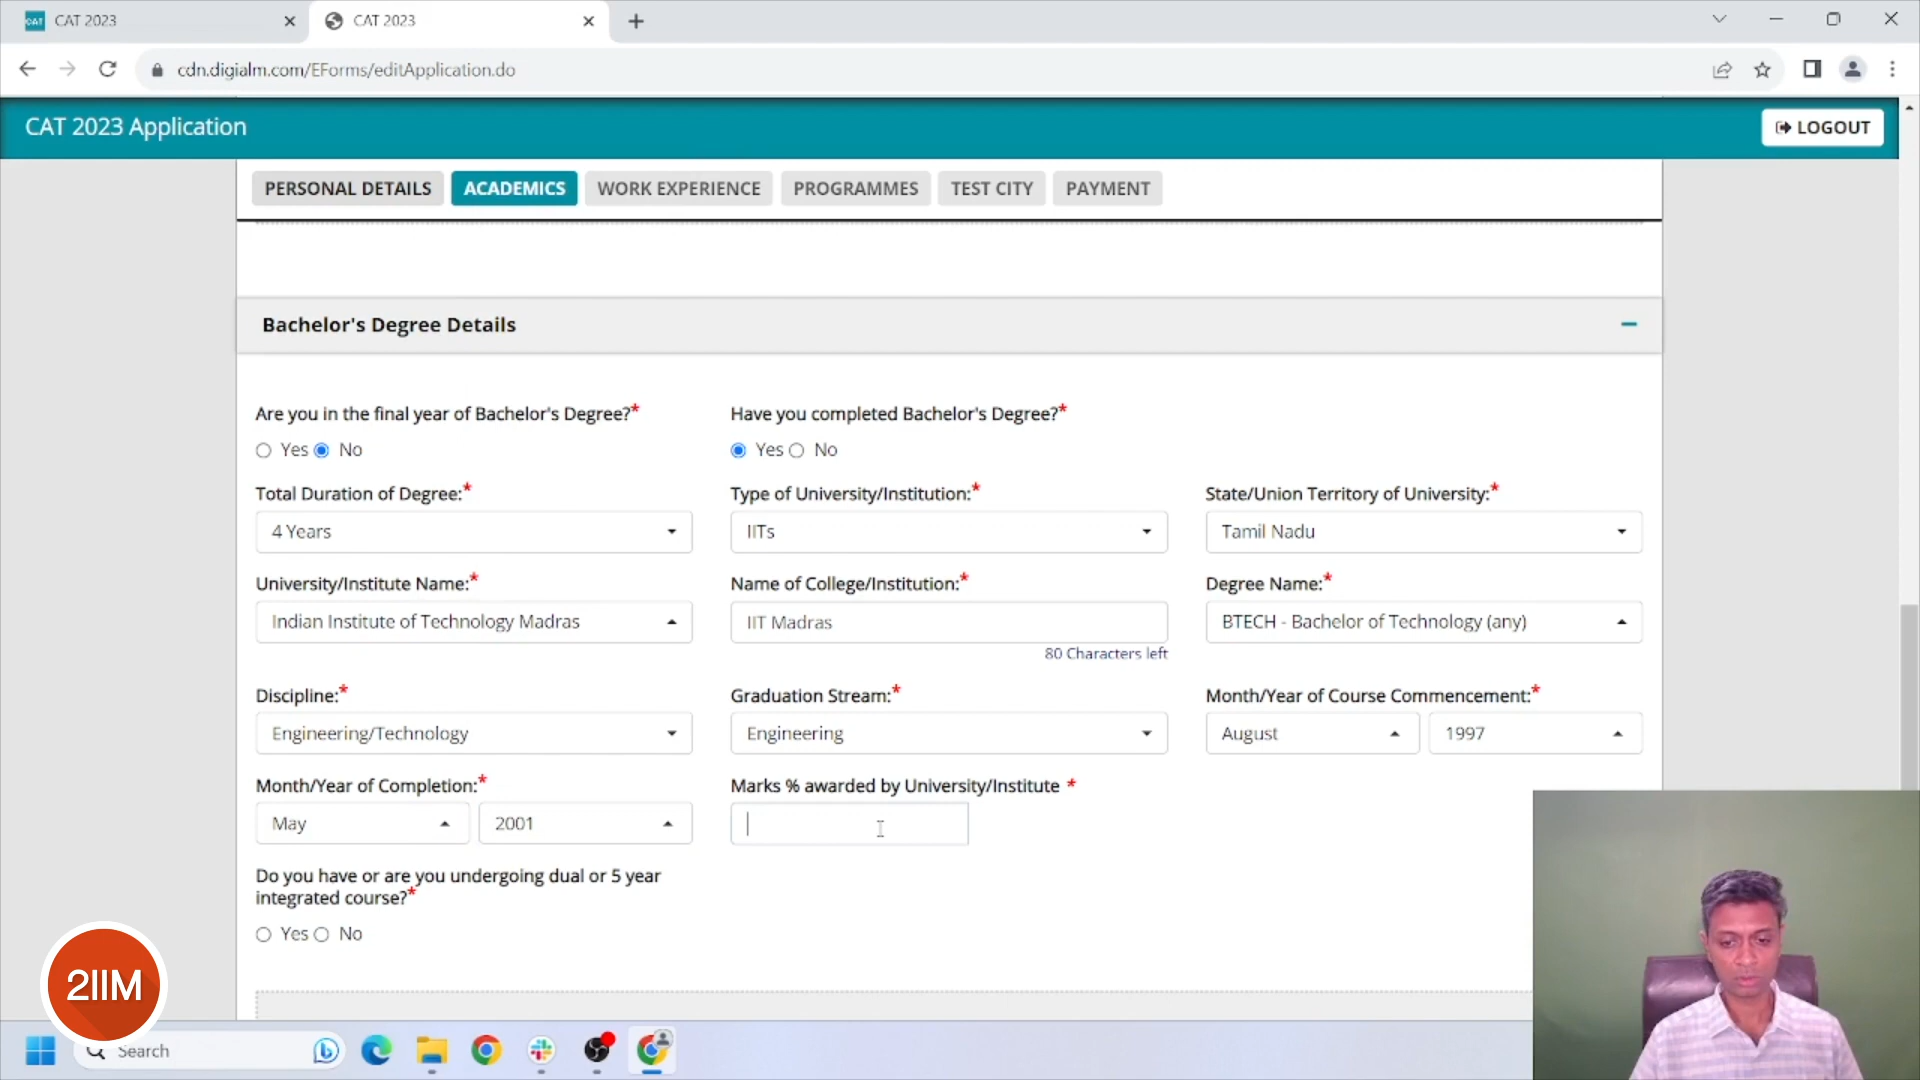 CAT CAT 2023
CAT 2023
cdn.digialm.com/EForms/editApplication.do
CAT 2023 Application
LOGOUT
PERSONAL DETAILS ACADEMICS WORK EXPERIENCE PROGRAMMES TEST CITY PAYMENT
Bachelor's Degree Details
Are you in the final year of Bachelor's Degree?* Have you completed Bachelor's Degree?*
Yes No Yes No
Total Duration of Degree:* Type of University/Institution:* State/Union Territory of University:*
4 Years IITs Tamil Nadu
University/Institute Name:* Name of College/Institution:* Degree Name:*
Indian Institute of Technology Madras IIT Madras BTECH - Bachelor of Technology (any)
80 Characters left
Discipline:* Graduation Stream:* Month/Year of Course Commencement:*
Engineering/Technology Engineering August 1997
Month/Year of Completion:* Marks % awarded by University/Institute *
May 2001
Do you have or are you undergoing dual or 5 year
integrated course?*
Yes No
2IIM
Search